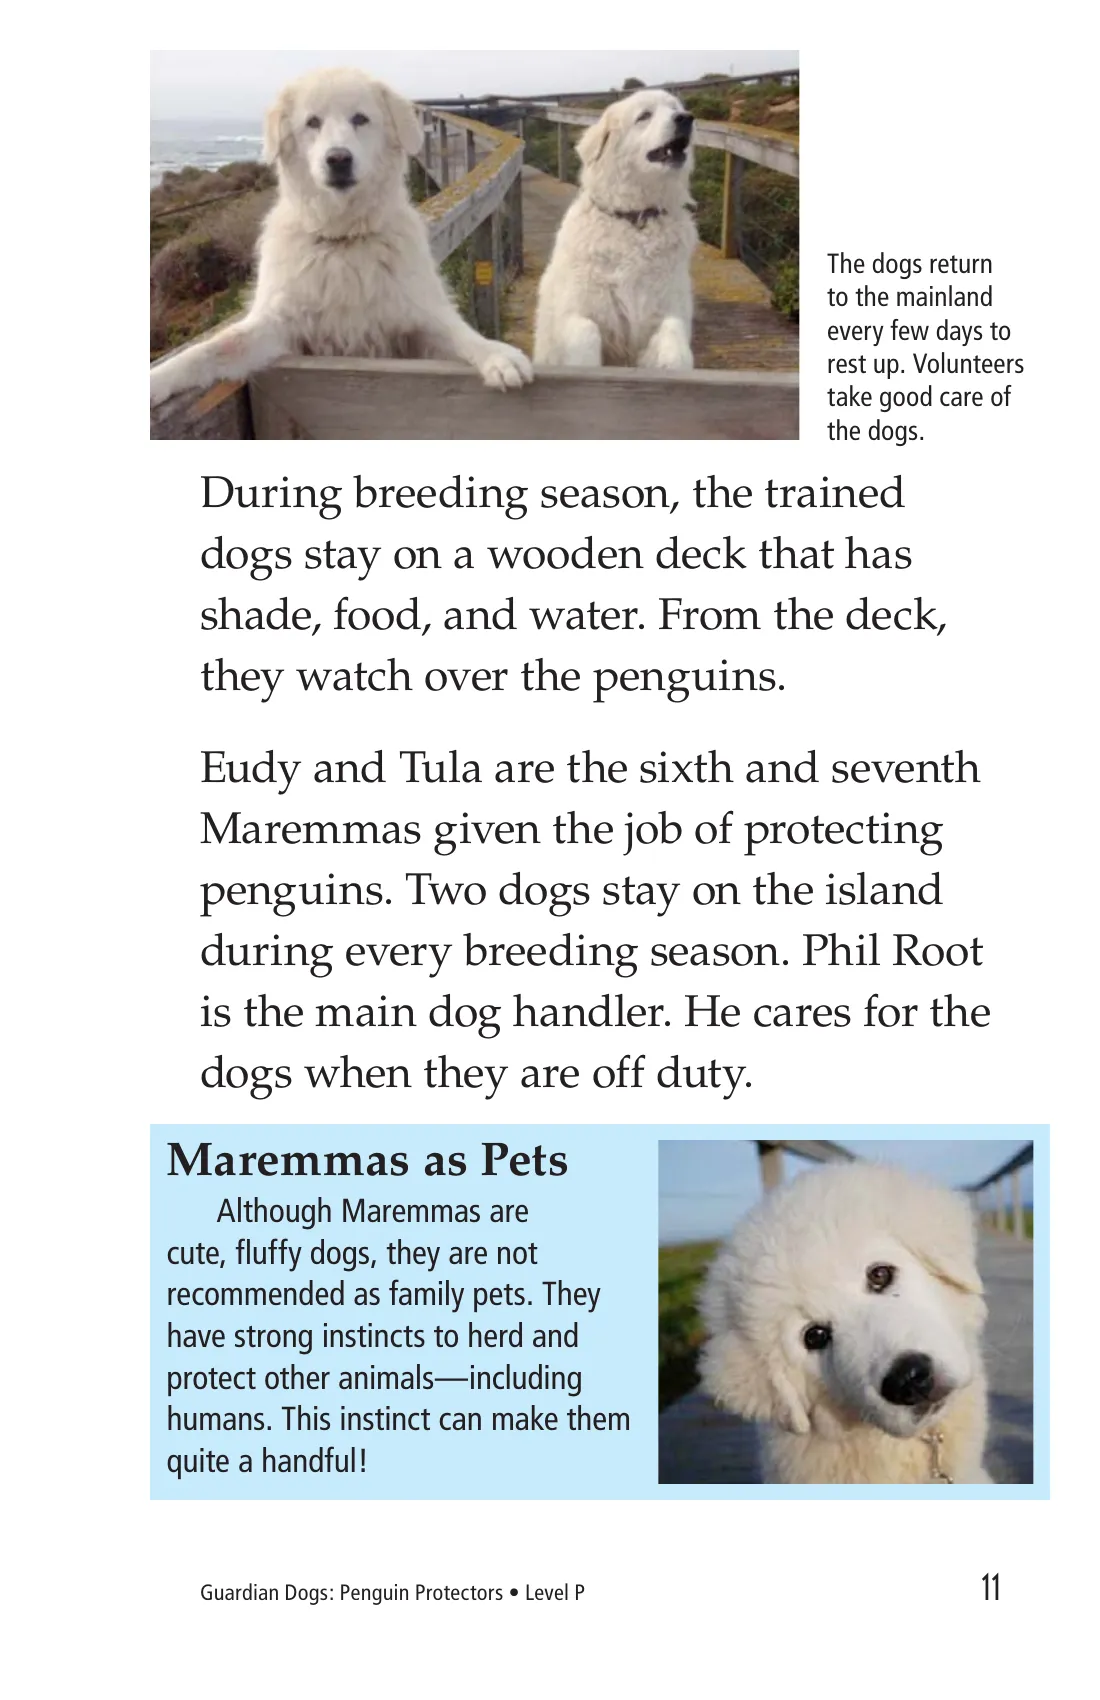 The dogs return
to the mainland
every few days to
rest up. Volunteers
take good care of
the dogs.
During breeding season, the trained
dogs stay on a wooden deck that has
shade, food, and water. From the deck,
they watch over the penguins.
Eudy and Tula are the sixth and seventh
Maremmas given the job of protecting
penguins. Two dogs stay on the island
during every breeding season. Phil Root
is the main dog handler. He cares for the
dogs when they are off duty.
Maremmas as Pets
Although Maremmas are
cute, fluffy dogs, they are not
recommended as family pets. They
have strong instincts to herd and
protect other animals—including
humans. This instinct can make them
quite a handful!
Guardian Dogs: Penguin Protectors • Level P
11